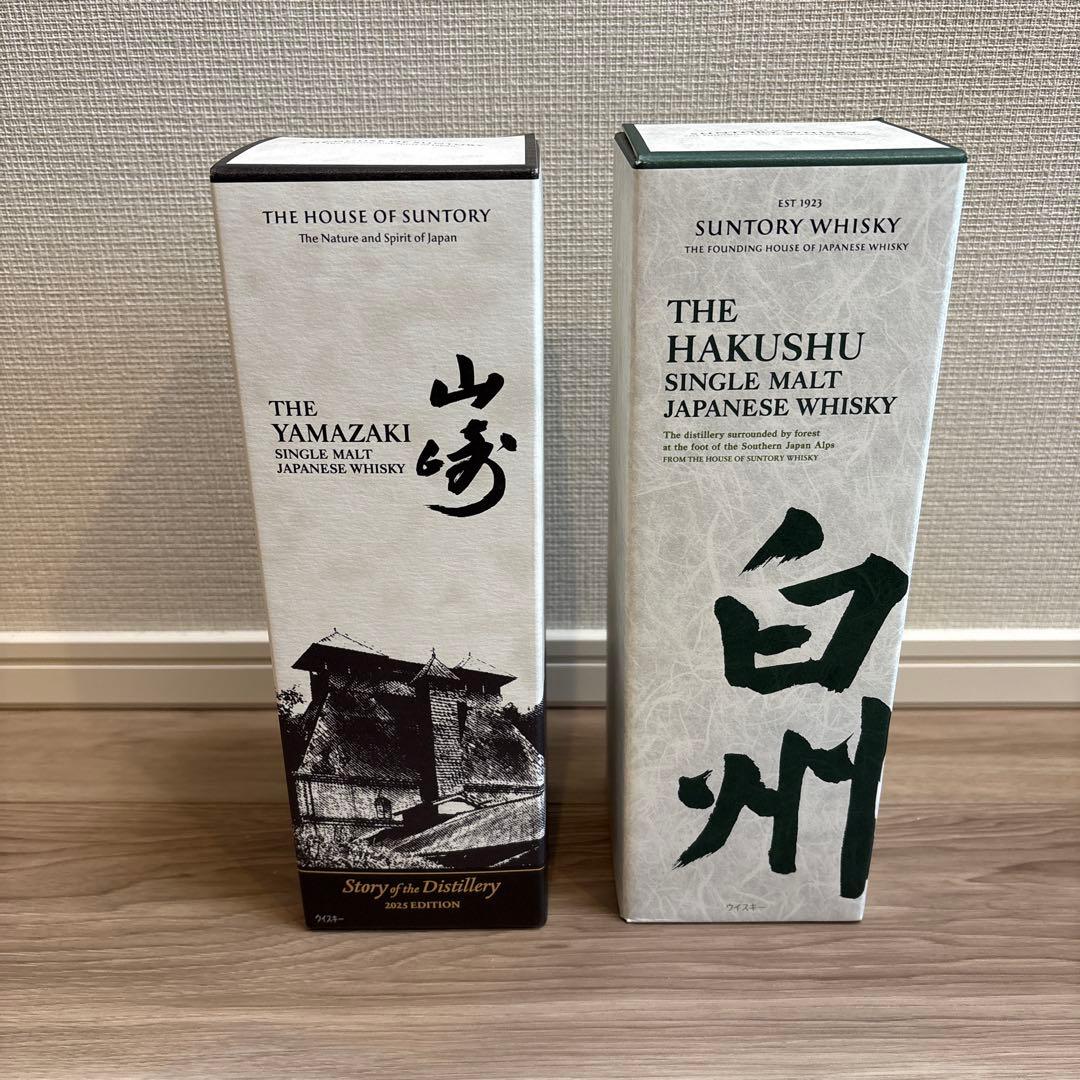 THE HOUSE OF SUNTORY
The Nature and Spirit of Japan
山崎
THE
YAMAZAKI
SINGLE MALT
JAPANESE WHISKY
Story of the Distillery
2025 EDITION
ウイスキー
SUNTORY WHISKY
EST 1923
SUNTORY WHISKY
THE FOUNDING HOUSE OF JAPANESE WHISKY
THE
HAKUSHU
SINGLE MALT
JAPANESE WHISKY
The distillery surrounded by forest
at the foot of the Southern Japan Alps
FROM THE HOUSE OF SUNTORY WHISKY
白州
ウイスキー